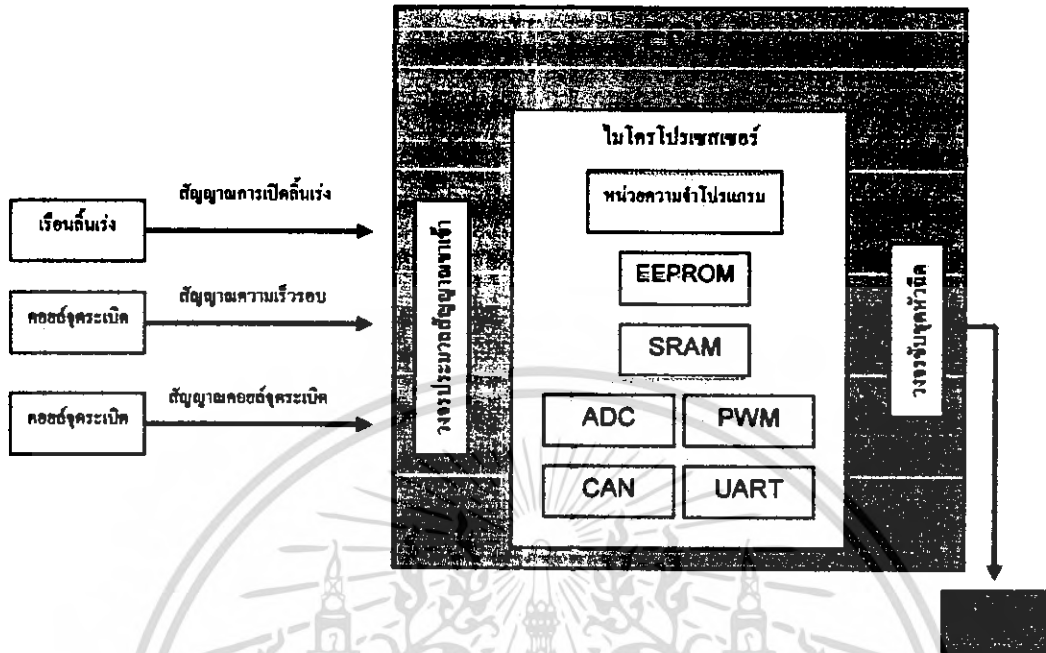 ไมโครโปรเซสเซอร์
หน่วยความจำโปรแกรม
EEPROM
SRAM
ADC
PWM
CAN
UART
สัญญาณการเปิดลิ้นเร่ง
เรือนลิ้นเร่ง
สัญญาณความเร็วรอบ
คอยล์จุดระเบิด
สัญญาณคอยล์จุดระเบิด
คอยล์จุดระเบิด
วงจรประมวลสัญญาณขาเข้า
วงจรขับชุดหัวฉีด